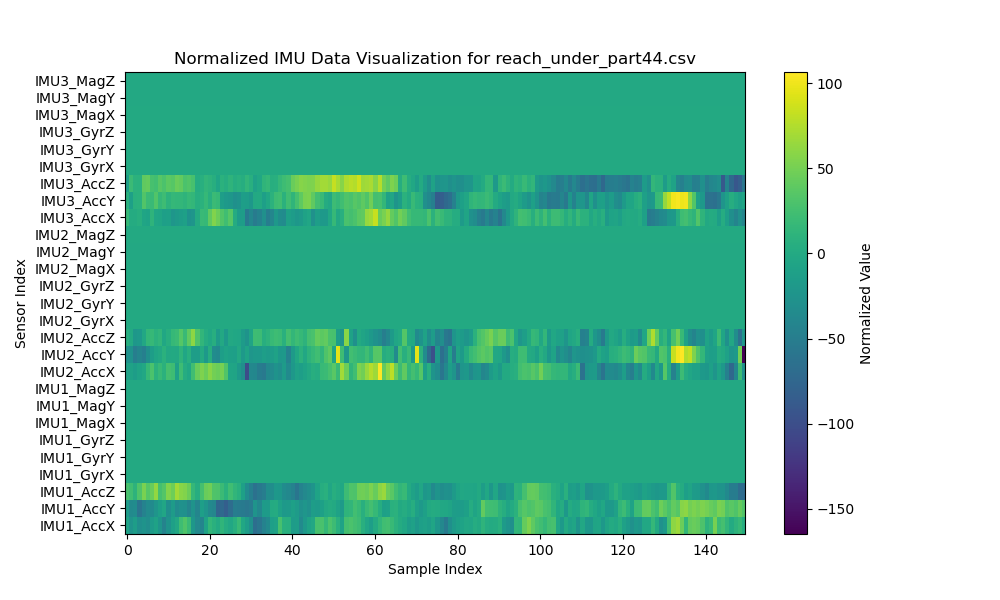 Normalized IMU Data Visualization for reach_under_part44.csv
IMU3_MagZ
IMU3_MagY
IMU3_MagX
IMU3_GyrZ
IMU3_GyrY
IMU3_GyrX
IMU3_AccZ
IMU3_AccY
IMU3_AccX
IMU2_MagZ
IMU2_MagY
IMU2_MagX
IMU2_GyrZ
IMU2_GyrY
IMU2_GyrX
IMU2_AccZ
IMU2_AccY
IMU2_AccX
IMU1_MagZ
IMU1_MagY
IMU1_MagX
IMU1_GyrZ
IMU1_GyrY
IMU1_GyrX
IMU1_AccZ
IMU1_AccY
IMU1_AccX
Sensor Index
0 20 40 60 80 100 120 140
Sample Index
100
50
0
−50
−100
−150
Normalized Value